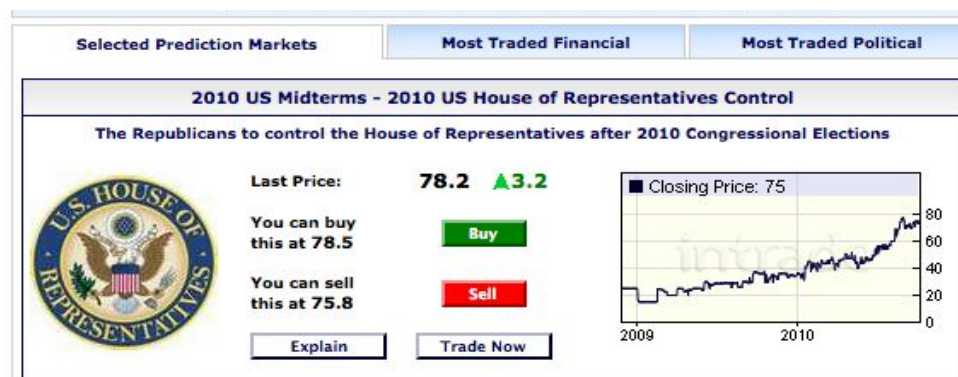 Selected Prediction Markets
Most Traded Financial
Most Traded Political
2010 US Midterms - 2010 US House of Representatives Control
The Republicans to control the House of Representatives after 2010 Congressional Elections
U.S. HOUSE OF REPRESENTATIVES
Last Price: 78.2 ▲3.2
You can buy
this at 78.5
Buy
You can sell
this at 75.8
Sell
Explain
Trade Now
Closing Price: 75
intrade
80
60
40
20
0
2009 2010